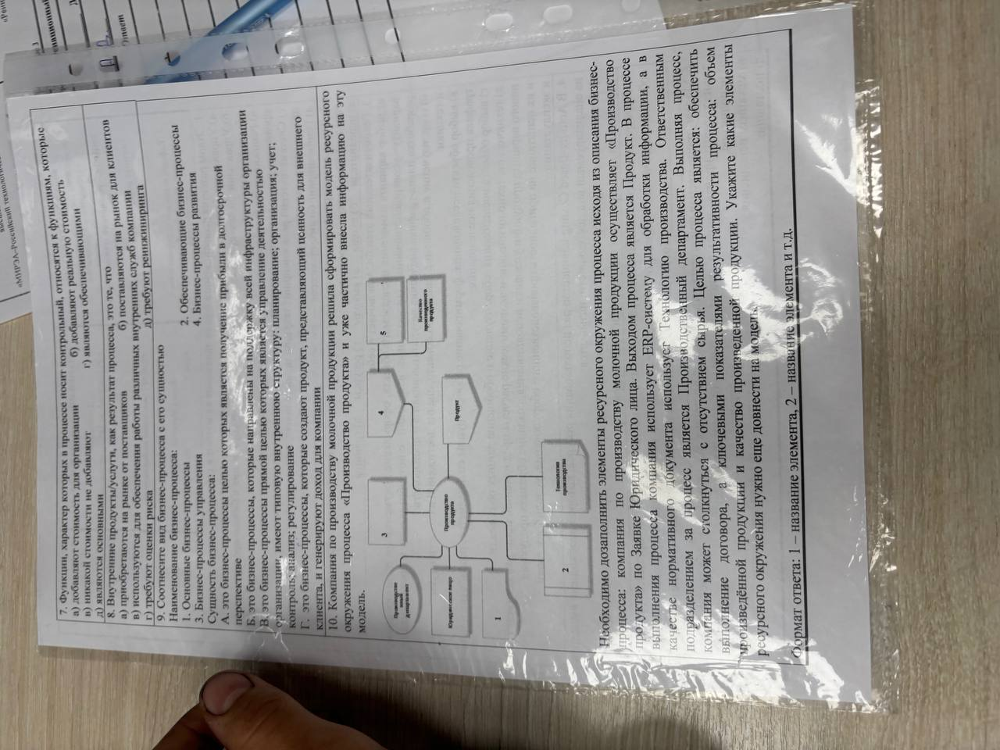 7. Функции, характер которых в процессе носит контрольный, относятся к функциям, которые
а) добавляют стоимость для организации б) добавляют реальную стоимость
в) никакой стоимости не добавляют г) являются обеспечивающими
д) являются основными
8. Внутренние продукты/услуги, как результат процесса, это те, что
а) приобретаются на рынке от поставщиков б) поставляются на рынок для клиентов
в) используются для обеспечения работы различных внутренних служб компании
г) требуют оценки риска д) требуют реинжиниринга
9. Соотнесите вид бизнес-процесса с его сущностью
Наименование бизнес-процесса:
1. Основные бизнес-процессы 2. Обеспечивающие бизнес-процессы
3. Бизнес-процессы управления 4. Бизнес-процессы развития
Сущность бизнес-процесса:
А. это бизнес-процессы целью которых является получение прибыли в долгосрочной
перспективе
Б. это бизнес-процессы, которые направлены на поддержку всей инфраструктуры организации
В. это бизнес-процессы прямой целью которых является управление деятельностью
организации, имеют типовую внутреннюю структуру: планирование; организация; учет;
контроль; анализ; регулирование
Г. это бизнес-процессы, которые создают продукт, представляющий ценность для внешнего
клиента, и генерируют доход для компании
10. Компания по производству молочной продукции решила сформировать модель ресурсного
окружения процесса «Производство продукта» и уже частично внесла информацию на эту
модель.
Производственный департамент
3
4
5
Качество произведенного продукта
Юридическое лицо
Производство продукта
Продукт
1
2
Технология производства
Необходимо дозаполнить элементы ресурсного окружения процесса исходя из описания бизнес-
процесса: компания по производству молочной продукции осуществляет «Производство
продукта» по Заявке Юридического лица. Выходом процесса является Продукт. В процессе
выполнения процесса компания использует ERP-систему для обработки информации, а в
качестве нормативного документа использует Технологию производства. Ответственным
подразделением за процесс является Производственный департамент. Выполняя процесс,
компания может столкнуться с отсутствием сырья. Целью процесса является: обеспечить
выполнение договора, а ключевыми показателями результативности процесса: объем
произведённой продукции и качество произведенной продукции. Укажите какие элементы
ресурсного окружения нужно еще довнести на модель.
Формат ответа: 1 – название элемента, 2 – название элемента и т.д.
«МИРЭА–Российский технологичес